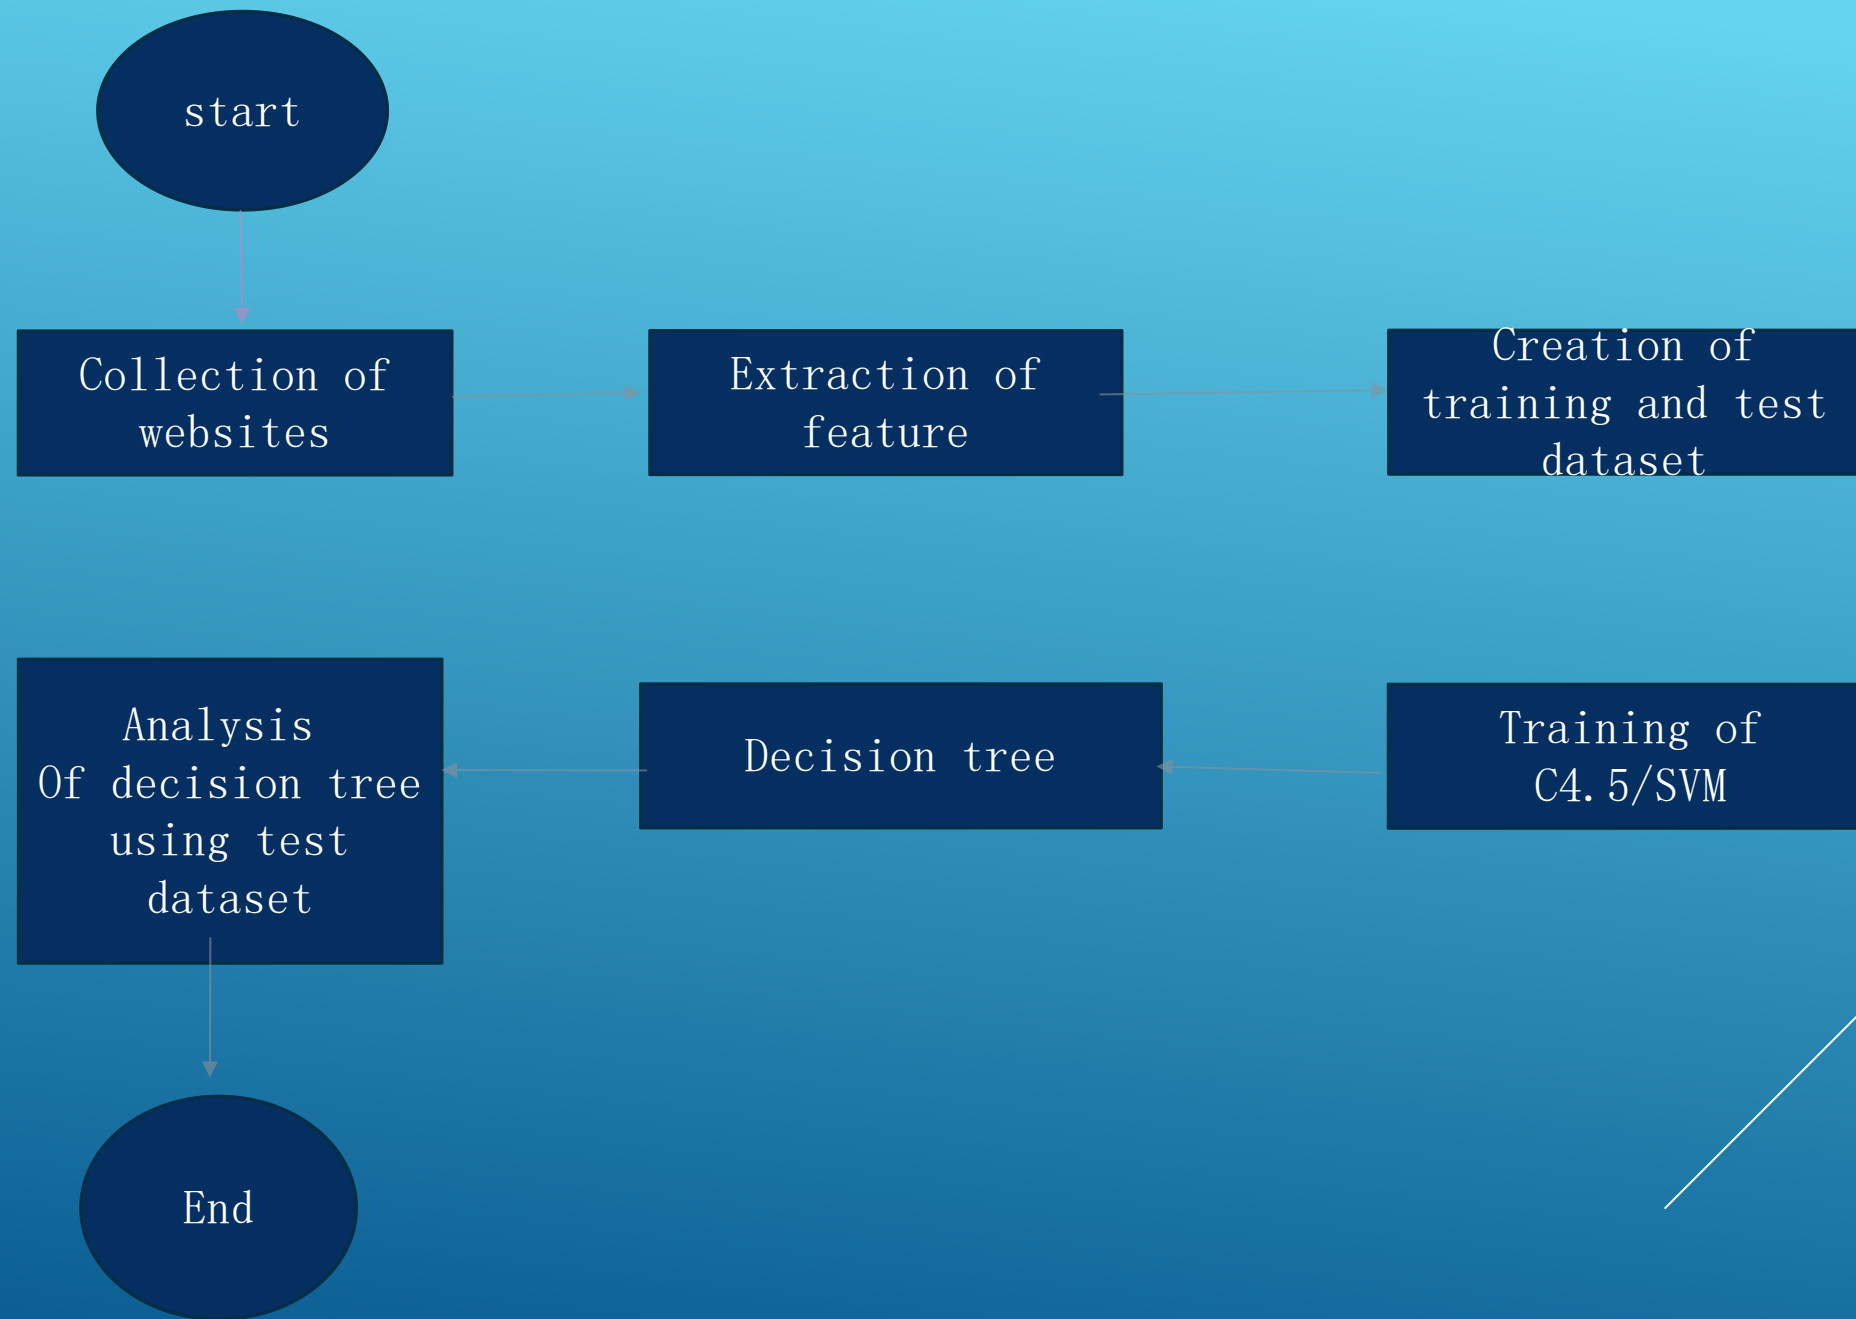 start
Collection of
websites
Extraction of
feature
Creation of
training and test
dataset
Training of
C4.5/SVM
Decision tree
Analysis
Of decision tree
using test
dataset
End